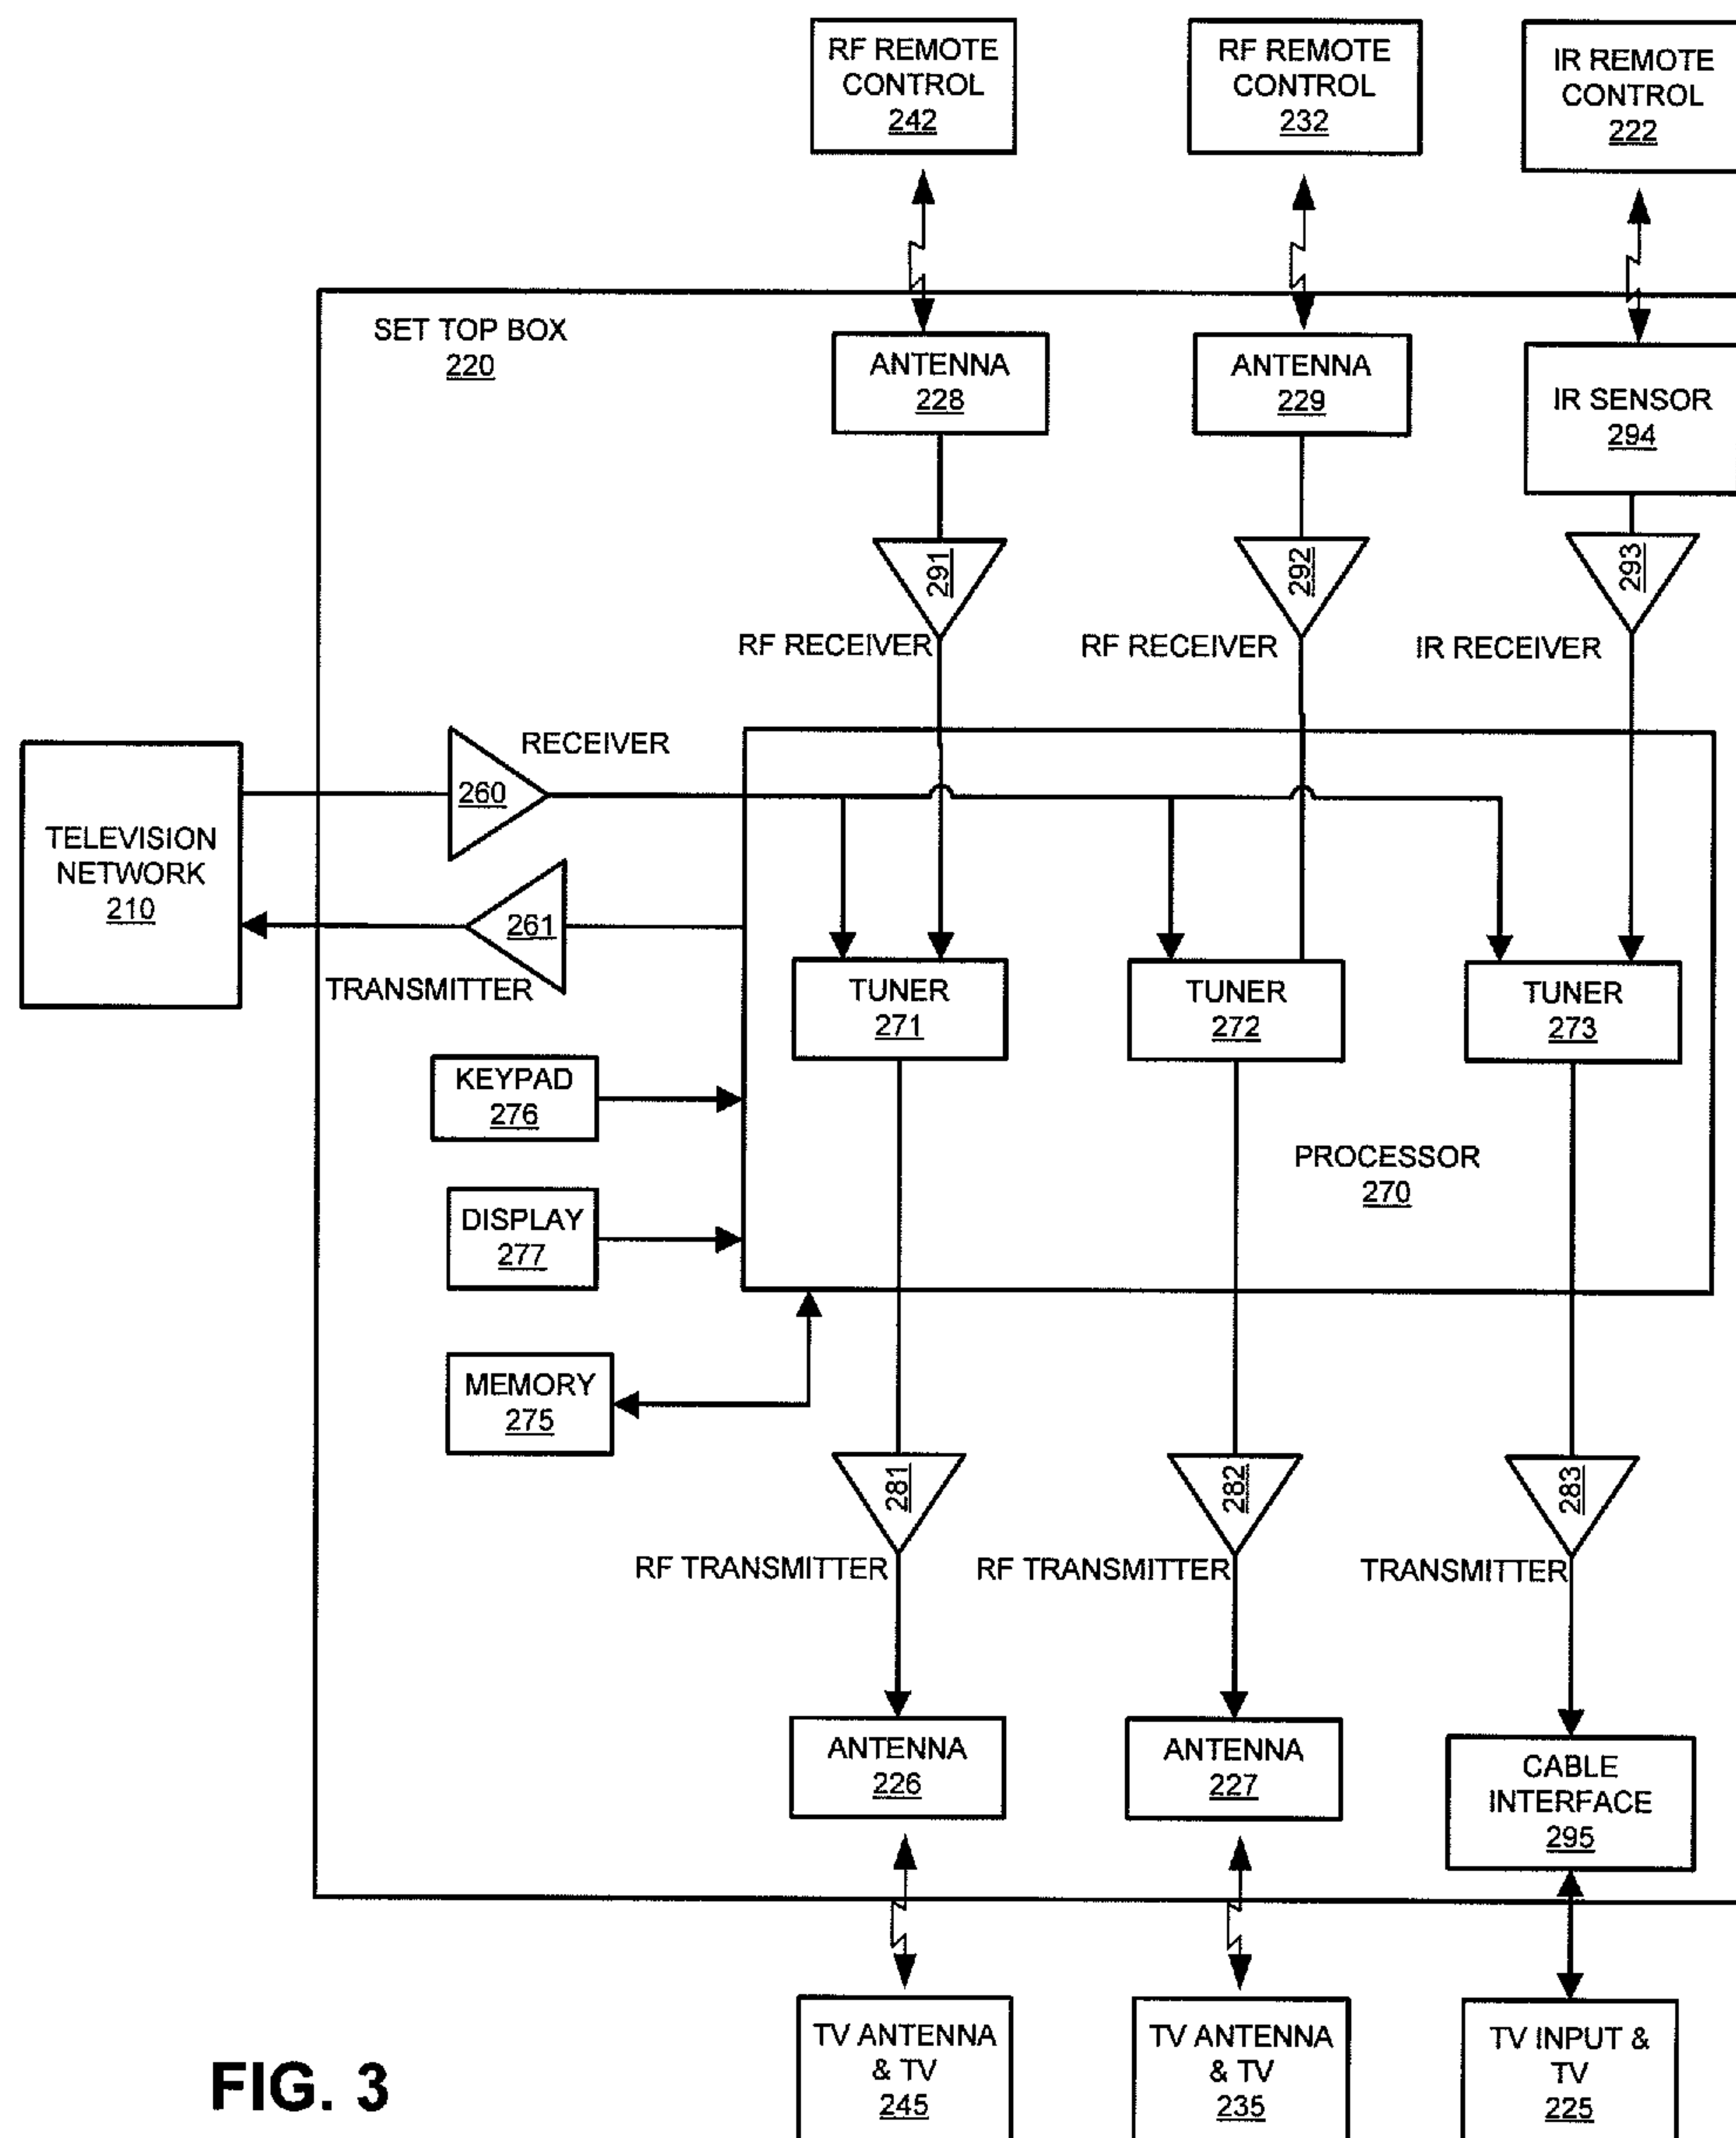 RF REMOTE
CONTROL
242
RF REMOTE
CONTROL
232
IR REMOTE
CONTROL
222
SET TOP BOX
220
ANTENNA
228
ANTENNA
229
IR SENSOR
294
291
292
293
RF RECEIVER
RF RECEIVER
IR RECEIVER
RECEIVER
260
TELEVISION
NETWORK
210
261
TRANSMITTER
TUNER
271
TUNER
272
TUNER
273
KEYPAD
276
PROCESSOR
270
DISPLAY
277
MEMORY
275
281
282
283
RF TRANSMITTER
RF TRANSMITTER
TRANSMITTER
ANTENNA
226
ANTENNA
227
CABLE
INTERFACE
295
TV ANTENNA
& TV
245
TV ANTENNA
& TV
235
TV INPUT &
TV
225
FIG. 3